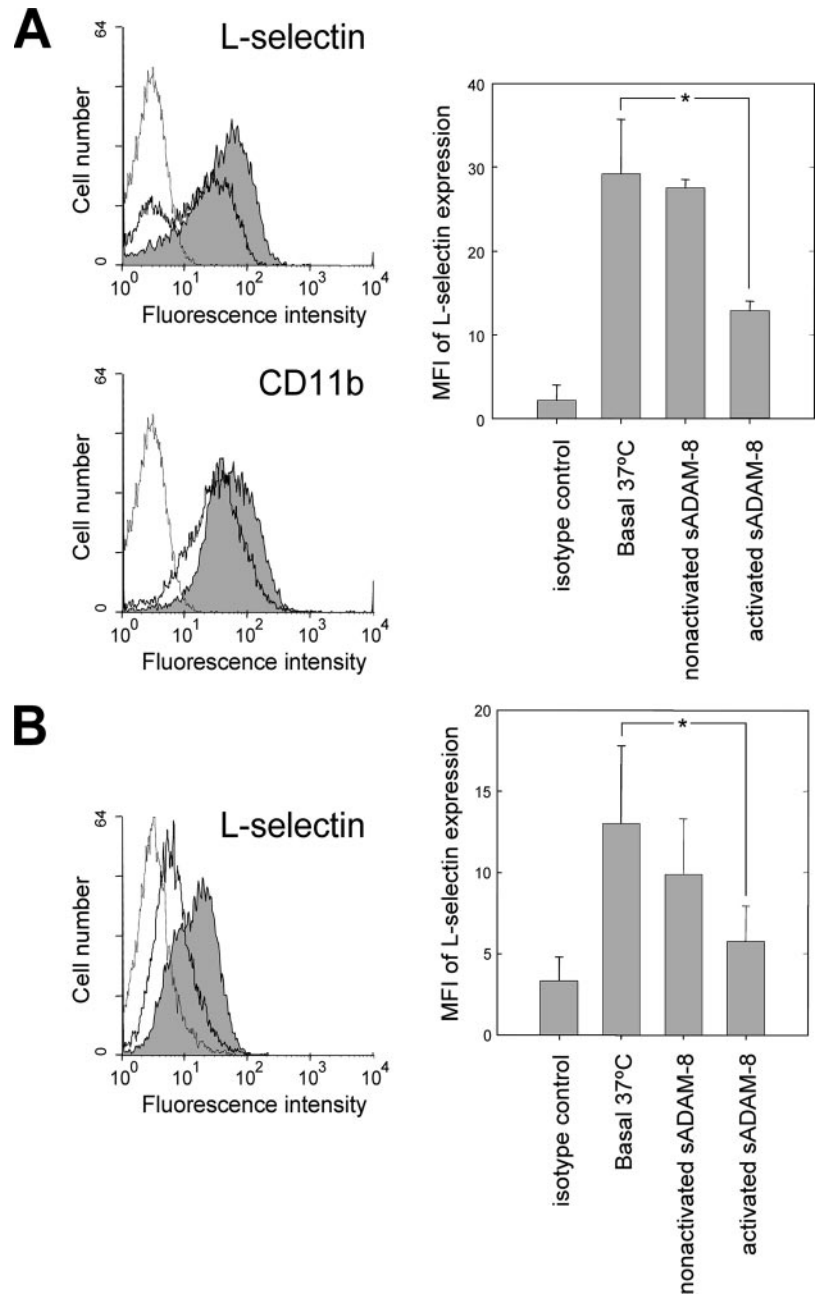 A
L-selectin
64
Cell number
0
10^0 10^1 10^2 10^3 10^4
Fluorescence intensity
CD11b
64
Cell number
0
10^0 10^1 10^2 10^3 10^4
Fluorescence intensity
40
30
20
10
0
MFI of L-selectin expression
*
isotype control
Basal 37ºC
nonactivated sADAM-8
activated sADAM-8
B
L-selectin
64
Cell number
0
10^0 10^1 10^2 10^3 10^4
Fluorescence intensity
20
15
10
5
0
MFI of L-selectin expression
*
isotype control
Basal 37ºC
nonactivated sADAM-8
activated sADAM-8